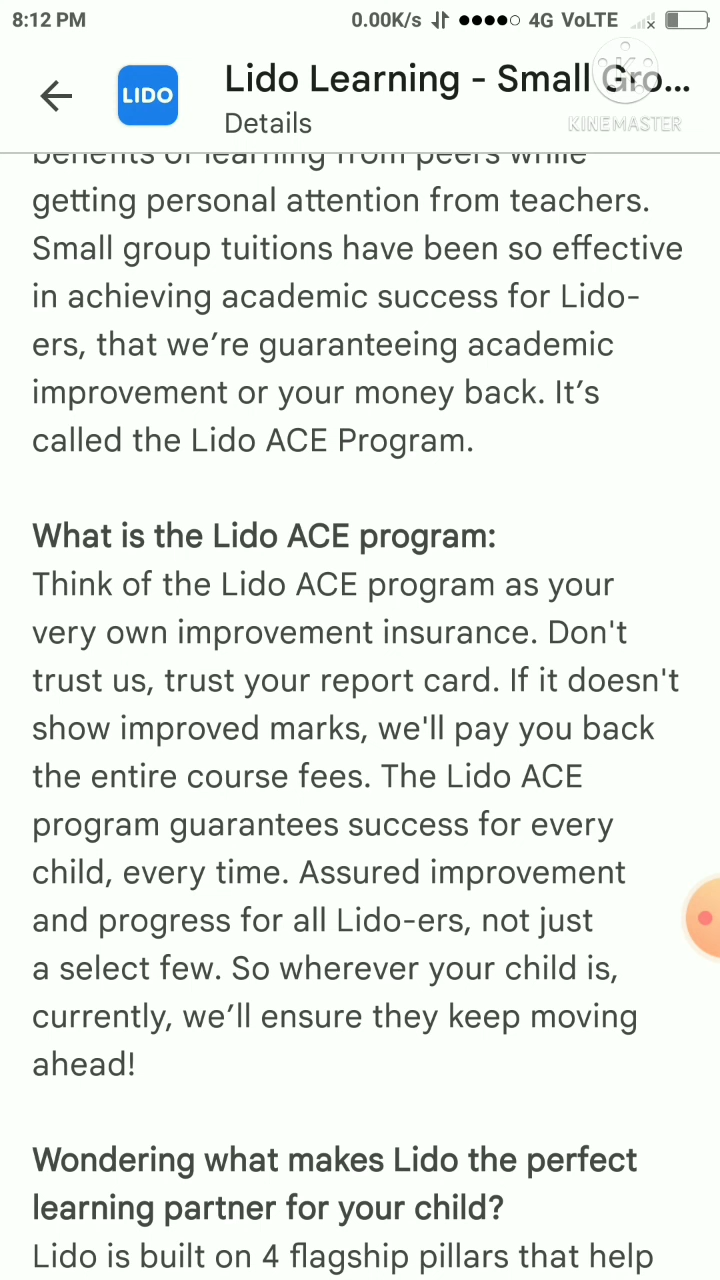 8:12 PM 0.00K/s 4G VoLTE
LIDO
Lido Learning - Small Gro...
Details
KINEMASTER
benefits of learning from peers while
getting personal attention from teachers.
Small group tuitions have been so effective
in achieving academic success for Lido-
ers, that we’re guaranteeing academic
improvement or your money back. It’s
called the Lido ACE Program.
What is the Lido ACE program:
Think of the Lido ACE program as your
very own improvement insurance. Don't
trust us, trust your report card. If it doesn't
show improved marks, we'll pay you back
the entire course fees. The Lido ACE
program guarantees success for every
child, every time. Assured improvement
and progress for all Lido-ers, not just
a select few. So wherever your child is,
currently, we’ll ensure they keep moving
ahead!
Wondering what makes Lido the perfect
learning partner for your child?
Lido is built on 4 flagship pillars that help